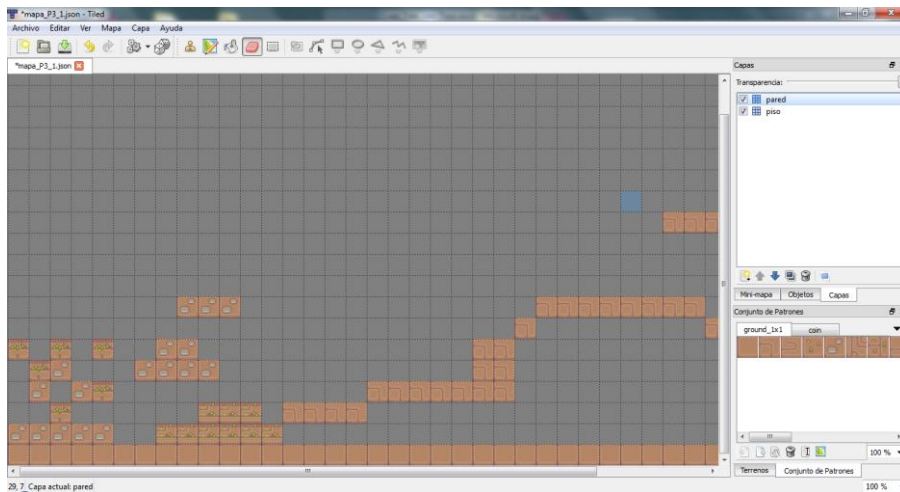 *mapa_P3_1.json - Tiled
Archivo Editar Ver Mapa Capa Ayuda
*mapa_P3_1.json
Capas
Transparencia:
pared
piso
Mini-mapa Objetos Capas
Conjunto de Patrones
ground_1x1 coin
100 %
Terrenos Conjunto de Patrones
29, 7 Capa actual: pared
100 %